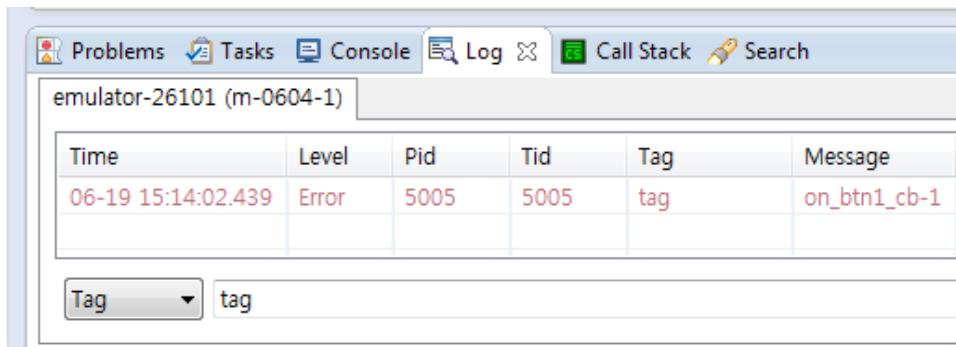 Problems Tasks Console Log Call Stack Search
emulator-26101 (m-0604-1)
Time Level Pid Tid Tag Message
06-19 15:14:02.439 Error 5005 5005 tag on_btn1_cb-1
Tag tag